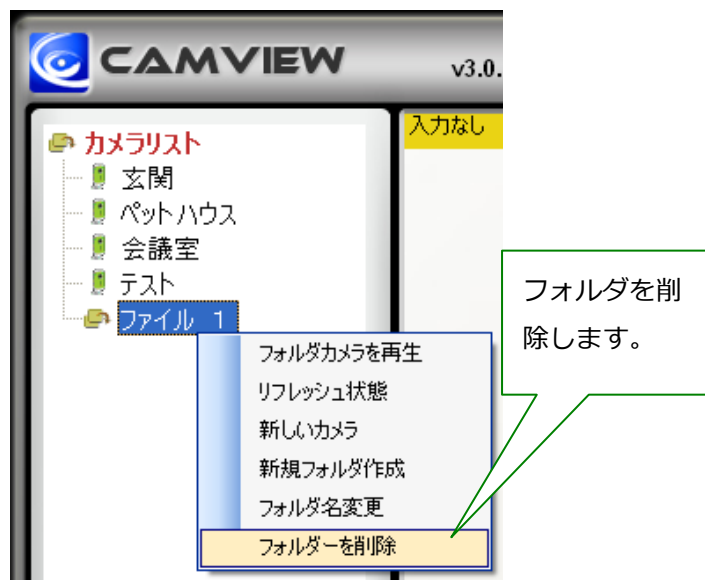 CAMVIEW v3.0.
入力なし
カメラリスト
玄関
ペットハウス
会議室
テスト
ファイル 1
フォルダカメラを再生
リフレッシュ状態
新しいカメラ
新規フォルダ作成
フォルダ名変更
フォルダーを削除
フォルダを削
除します。